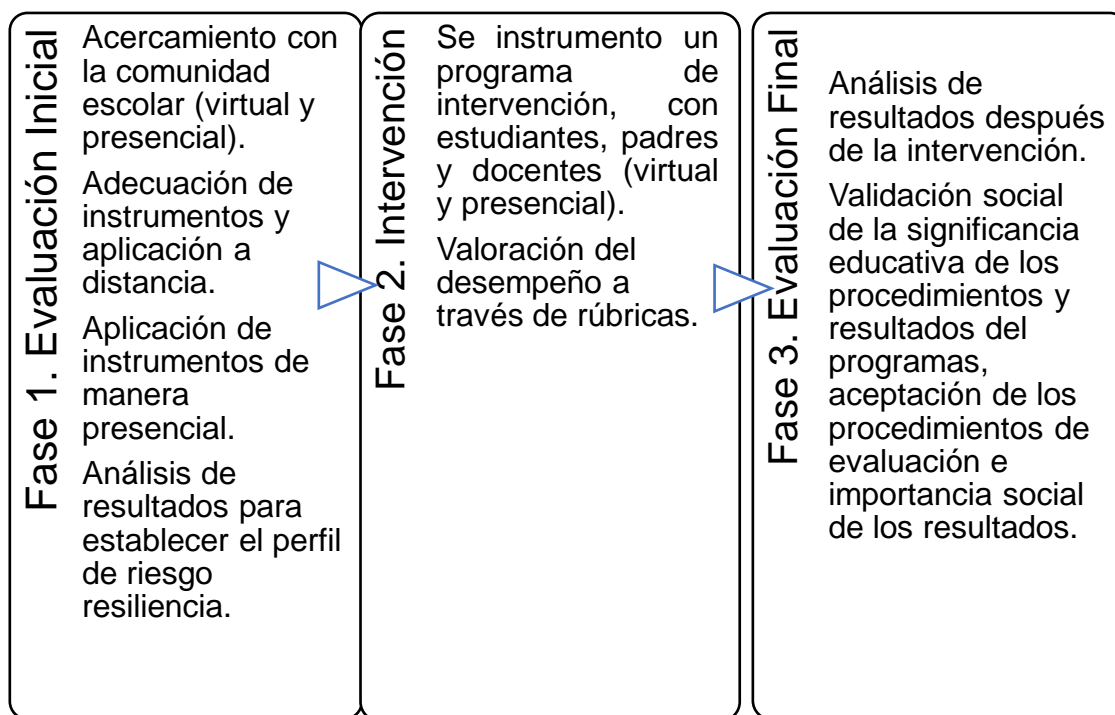 Fase 1. Evaluación Inicial
Acercamiento con
la comunidad
escolar (virtual y
presencial).
Adecuación de
instrumentos y
aplicación a
distancia.
Aplicación de
instrumentos de
manera
presencial.
Análisis de
resultados para
establecer el perfil
de riesgo
resiliencia.
Fase 2. Intervención
Se instrumento un
programa de
intervención, con
estudiantes, padres
y docentes (virtual
y presencial).
Valoración del
desempeño a
través de rúbricas.
Fase 3. Evaluación Final
Análisis de
resultados después
de la intervención.
Validación social
de la significancia
educativa de los
procedimientos y
resultados del
programas,
aceptación de los
procedimientos de
evaluación e
importancia social
de los resultados.